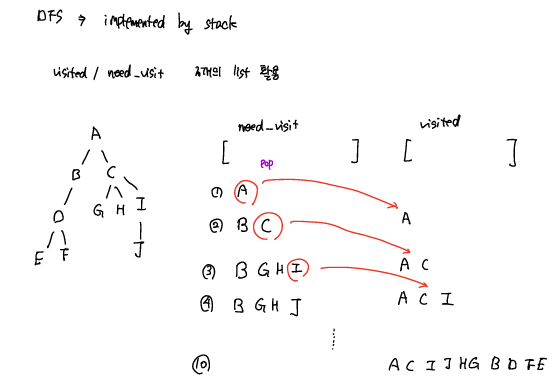 DFS → implemented by stack
visited / need_visit 2개의 list 활용
need_visit visited
[ ] [ ]
pop
A
B C
D G H I
E F J
① A A
② B C A C
③ B G H I A C I
④ B G H J
⑩ A C I J H G B D F E